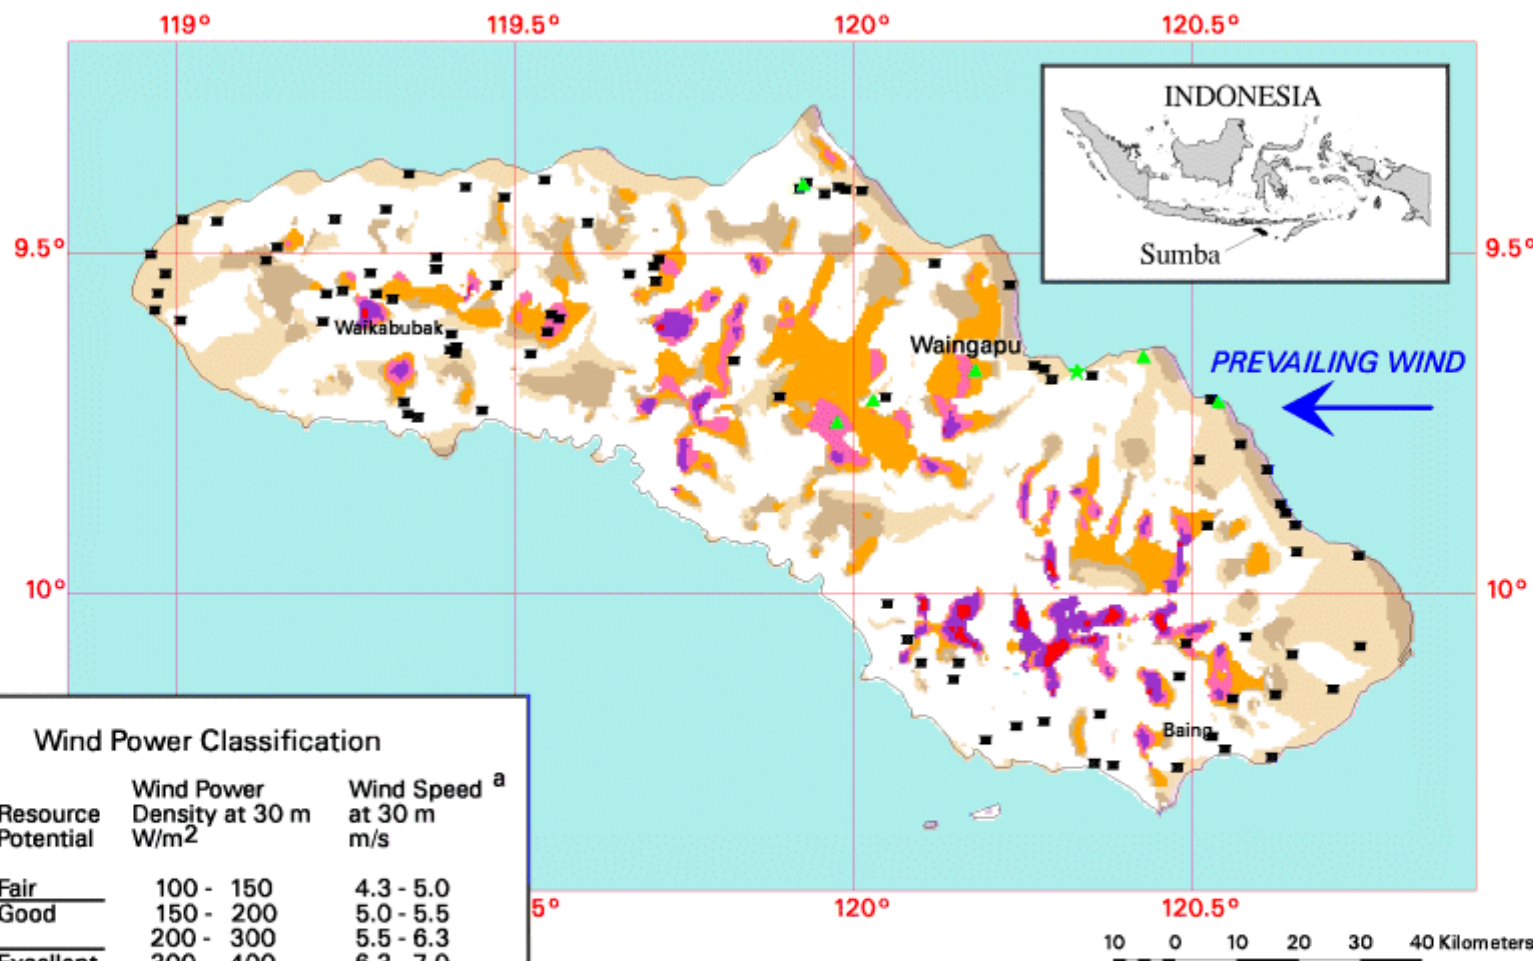 119° 119.5° 120° 120.5°
INDONESIA
Sumba
9.5° 9.5°
Waikabubak
Waingapu
PREVAILING WIND
10° 10°
Baing
Wind Power Classification
Resource Potential
Wind Power Density at 30 m W/m2
Wind Speed a at 30 m m/s
Fair 100 - 150 4.3 - 5.0
Good 150 - 200 5.0 - 5.5
200 - 300 5.5 - 6.3
5° 120° 120.5°
10 0 10 20 30 40 Kilometers